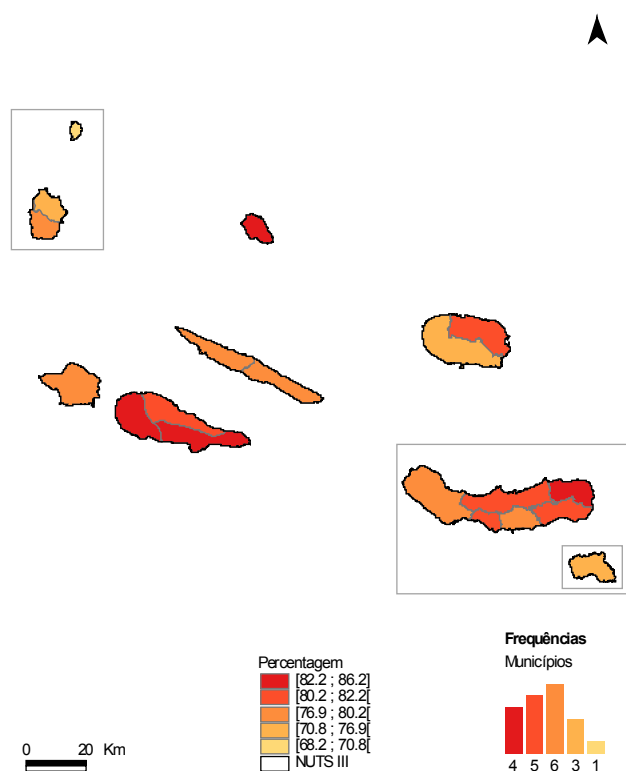 Percentagem
[82.2 ; 86.2]
[80.2 ; 82.2[
[76.9 ; 80.2[
[70.8 ; 76.9[
[68.2 ; 70.8[
NUTS III
Frequências
Municípios
4 5 6 3 1
0 20 Km